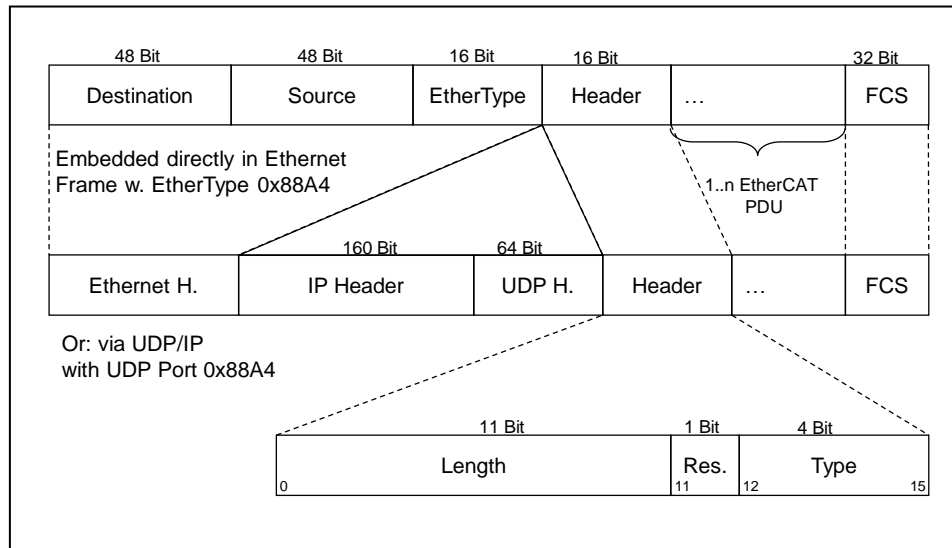 48 Bit 48 Bit 16 Bit 16 Bit 32 Bit
Destination Source EtherType Header ... FCS
Embedded directly in Ethernet
Frame w. EtherType 0x88A4
1..n EtherCAT
PDU
160 Bit 64 Bit
Ethernet H. IP Header UDP H. Header ... FCS
Or: via UDP/IP
with UDP Port 0x88A4
11 Bit 1 Bit 4 Bit
Length Res. Type
0 11 12 15